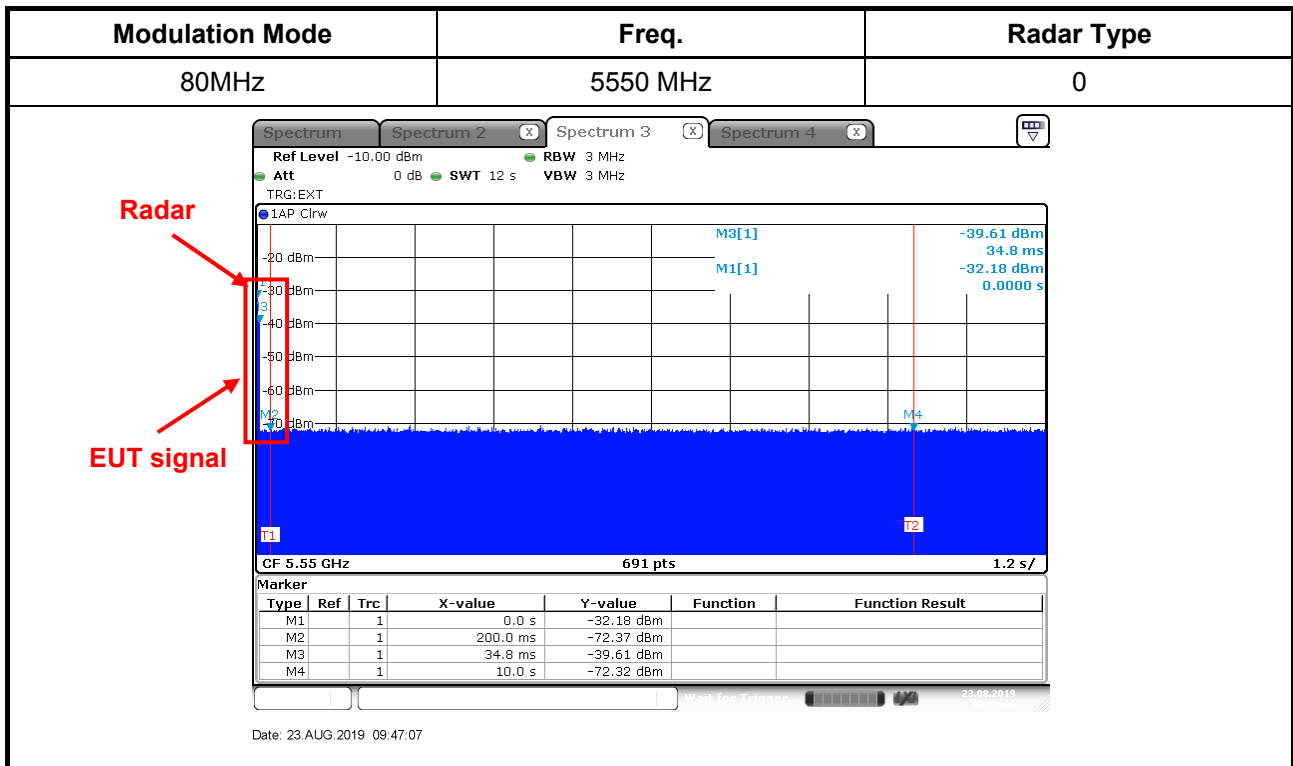 Modulation Mode Freq. Radar Type
80MHz 5550 MHz 0
Spectrum Spectrum 2 X Spectrum 3 X Spectrum 4 X
Ref Level -10.00 dBm RBW 3 MHz
Att 0 dB SWT 12 s VBW 3 MHz
TRG:EXT
1AP Clrw
Radar
M3[1] -39.61 dBm
34.8 ms
-20 dBm
M1[1] -32.18 dBm
0.0000 s
-30 dBm
-40 dBm
-50 dBm
-60 dBm
M2 M4
-70 dBm
EUT signal
T1 T2
CF 5.55 GHz 691 pts 1.2 s/
Marker
Type Ref Trc X-value Y-value Function Function Result
M1 1 0.0 s -32.18 dBm
M2 1 200.0 ms -72.37 dBm
M3 1 34.8 ms -39.61 dBm
M4 1 10.0 s -72.32 dBm
Wait for Trigger... 23.08.2019
Date: 23.AUG.2019 09:47:07